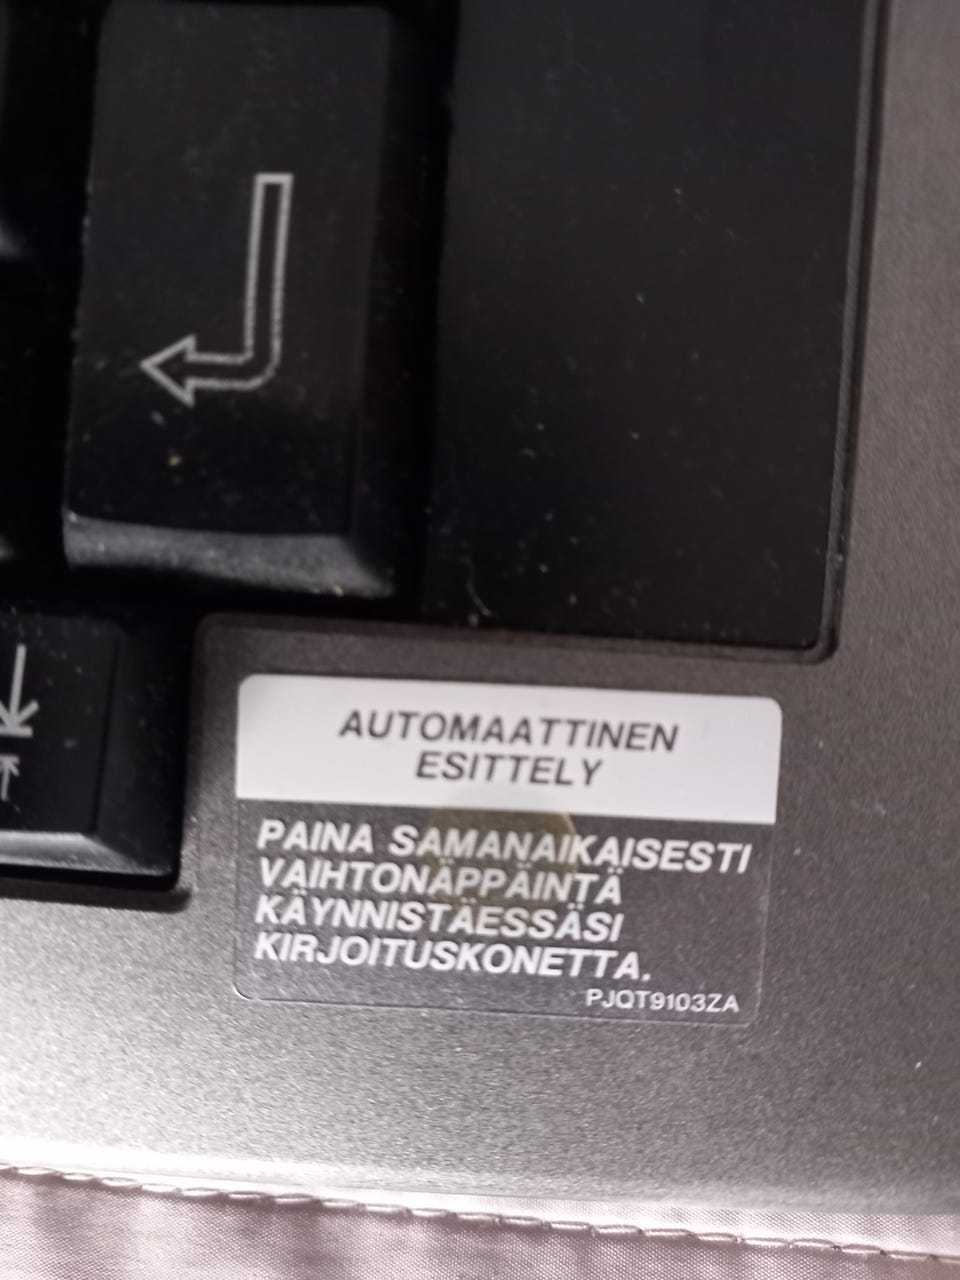 AUTOMAATTINEN
ESITTELY
PAINA SAMANAIKAISESTI
VAIHTONÄPPÄINTÄ
KÄYNNISTÄESSÄSI
KIRJOITUSKONETTA.
PJQT9103ZA